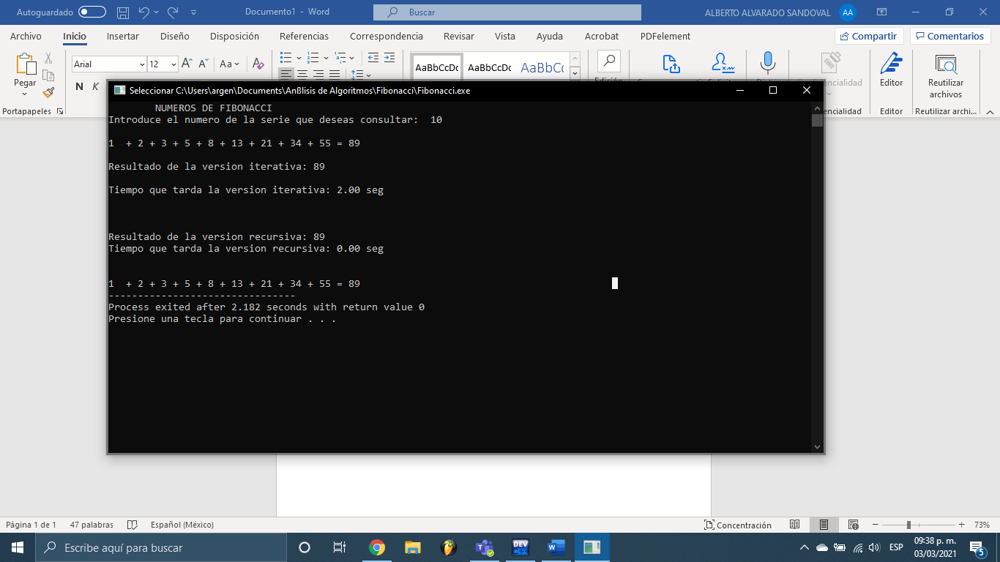 Autoguardado
Documento1 - Word
Buscar
ALBERTO ALVARADO SANDOVAL
AA
Archivo
Inicio
Insertar
Diseño
Disposición
Referencias
Correspondencia
Revisar
Vista
Ayuda
Acrobat
PDFelement
Compartir
Comentarios
Pegar
Portapapeles
Arial
12
Aa
N K
AaBbCcDc
AaBbCcDc
AaBbC
Editor
Editor
Reutilizar
archivos
Reutilizar archi...
Seleccionar C:\Users\argen\Documents\Anßlisis de Algoritmos\Fibonacci\Fibonacci.exe
NUMEROS DE FIBONACCI
Introduce el numero de la serie que deseas consultar:  10
1  + 2 + 3 + 5 + 8 + 13 + 21 + 34 + 55 = 89
Resultado de la version iterativa: 89
Tiempo que tarda la version iterativa: 2.00 seg
Resultado de la version recursiva: 89
Tiempo que tarda la version recursiva: 0.00 seg
1  + 2 + 3 + 5 + 8 + 13 + 21 + 34 + 55 = 89
--------------------------------
Process exited after 2.182 seconds with return value 0
Presione una tecla para continuar . . .
Página 1 de 1
47 palabras
Español (México)
Concentración
73%
Escribe aquí para buscar
DEV
ESP
09:38 p. m.
03/03/2021
5